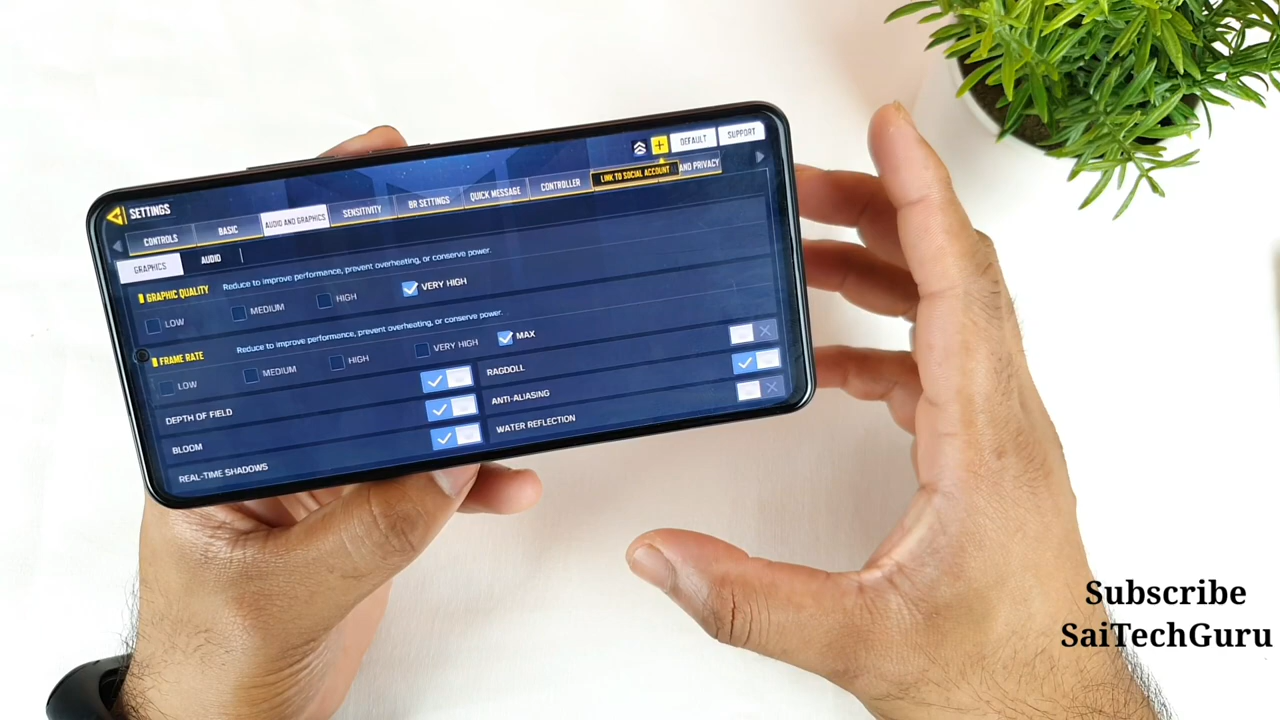 SETTINGS
DEFAULT
SUPPORT
LINK TO SOCIAL ACCOUNT
CONTROLS
BASIC
AUDIO AND GRAPHICS
SENSITIVITY
BR SETTINGS
QUICK MESSAGE
CONTROLLER
AND PRIVACY
GRAPHICS
AUDIO
GRAPHIC QUALITY
Reduce to improve performance, prevent overheating, or conserve power.
LOW
MEDIUM
HIGH
VERY HIGH
FRAME RATE
Reduce to improve performance, prevent overheating, or conserve power.
LOW
MEDIUM
HIGH
VERY HIGH
MAX
DEPTH OF FIELD
RAGDOLL
BLOOM
ANTI-ALIASING
REAL-TIME SHADOWS
WATER REFLECTION
Subscribe
SaiTechGuru